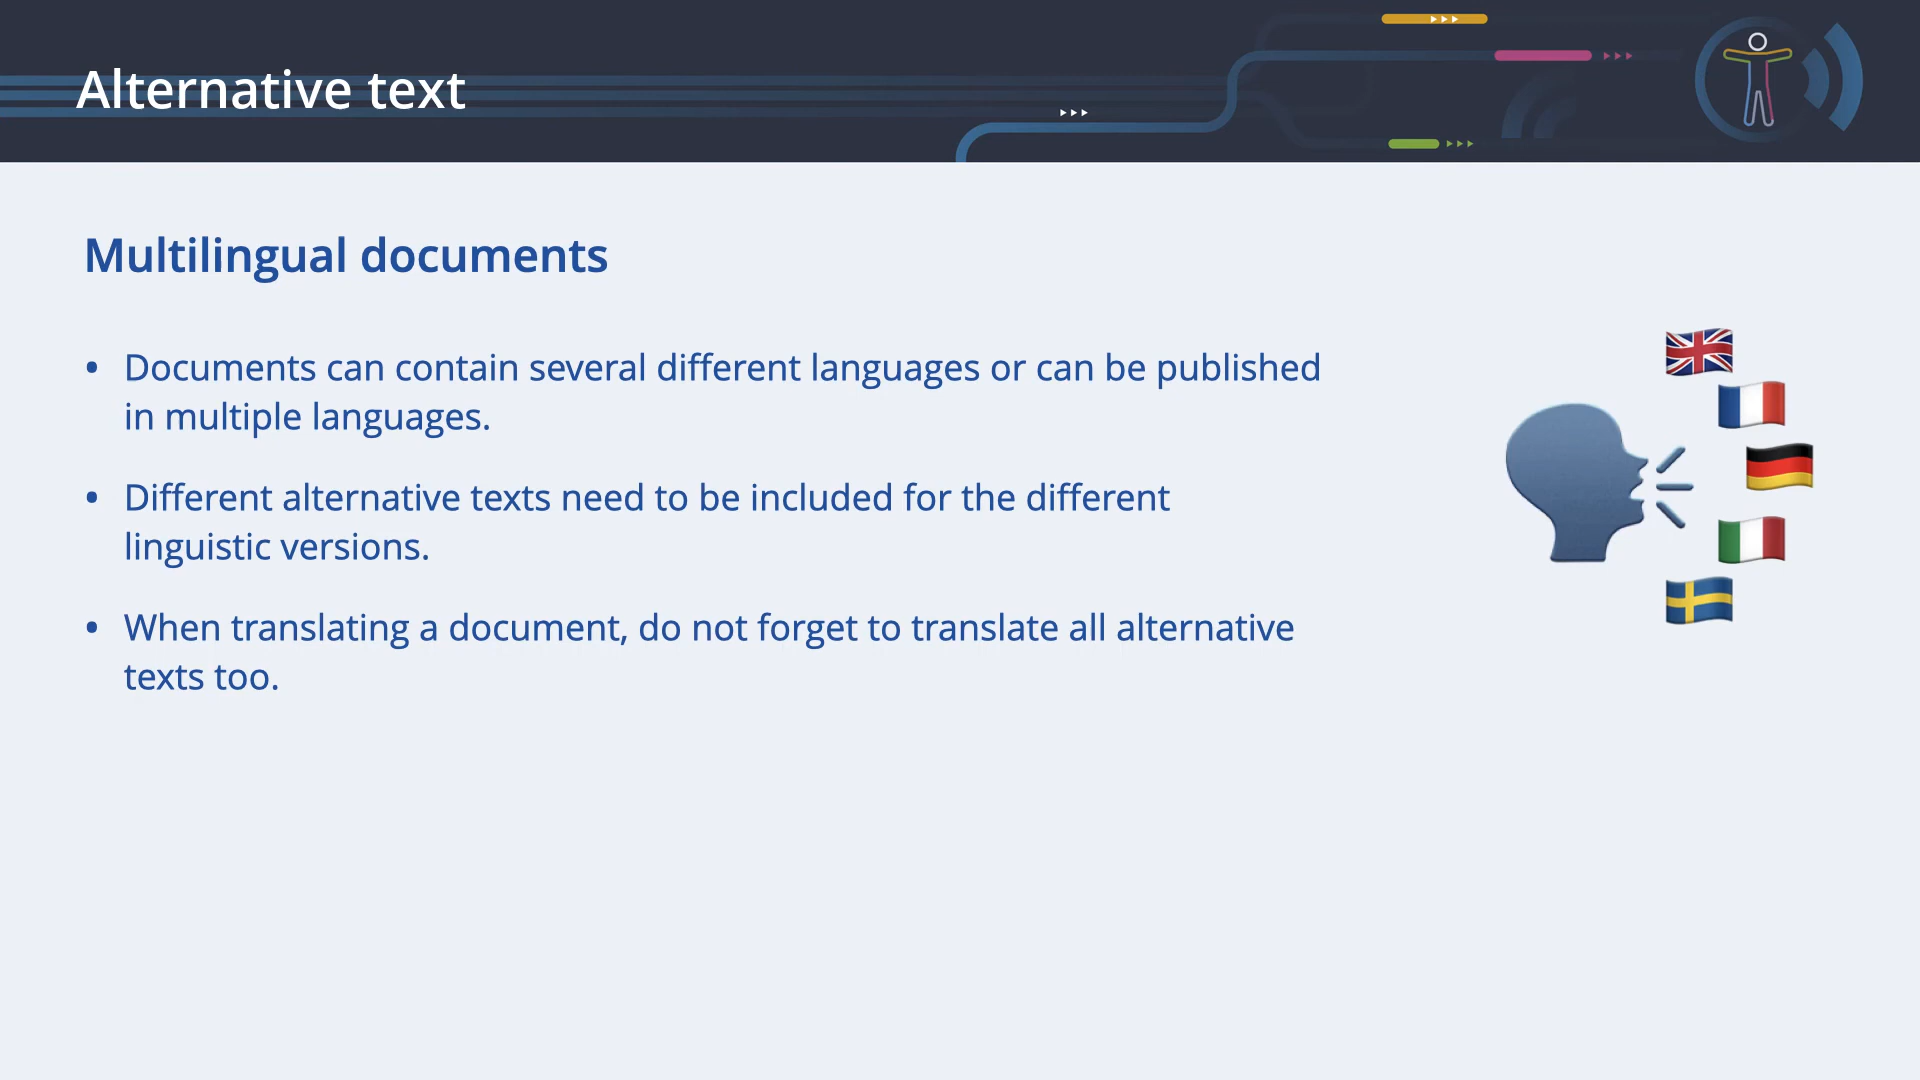 Alternative text
Multilingual documents
• Documents can contain several different languages or can be published
in multiple languages.
• Different alternative texts need to be included for the different
linguistic versions.
• When translating a document, do not forget to translate all alternative
texts too.